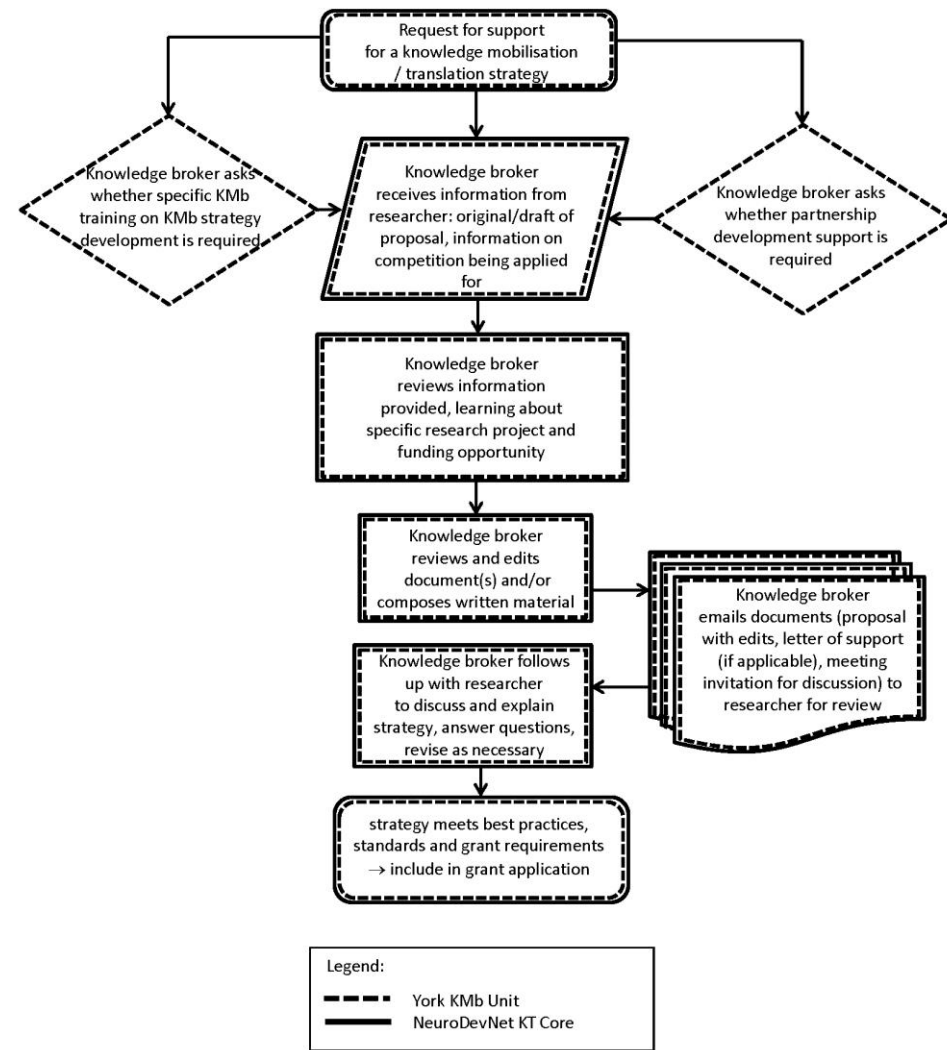 Request for support
for a knowledge mobilisation
/ translation strategy
Knowledge broker asks
whether specific KMb
training on KMb strategy
development is required
Knowledge broker
receives information from
researcher: original/draft of
proposal, information on
competition being applied
for
Knowledge broker asks
whether partnership
development support is
required
Knowledge broker
reviews information
provided, learning about
specific research project and
funding opportunity
Knowledge broker
reviews and edits
document(s) and/or
composes written material
Knowledge broker
emails documents (proposal
with edits, letter of support
(if applicable), meeting
invitation for discussion) to
researcher for review
Knowledge broker follows
up with researcher
to discuss and explain
strategy, answer questions,
revise as necessary
strategy meets best practices,
standards and grant requirements
→ include in grant application
Legend:
York KMb Unit
NeuroDevNet KT Core